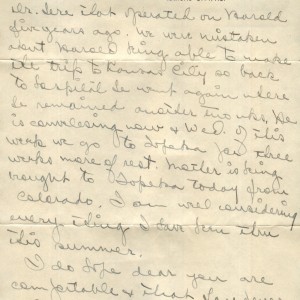 Dr. Dere that operated on Harold
six years ago. We were mistaken
about Harold being able to make
the trip to Kansas City so back
to hospital he went again where
he remained another two wks. He
is convalesing now & Wed. of this
week we go to Topeka for three
weeks more of rest. Mother is being
brought to Topeka today from
Colorado. I am well considering
every thing I have been thru
this summer.
I do hope dear you are
comfortable & that